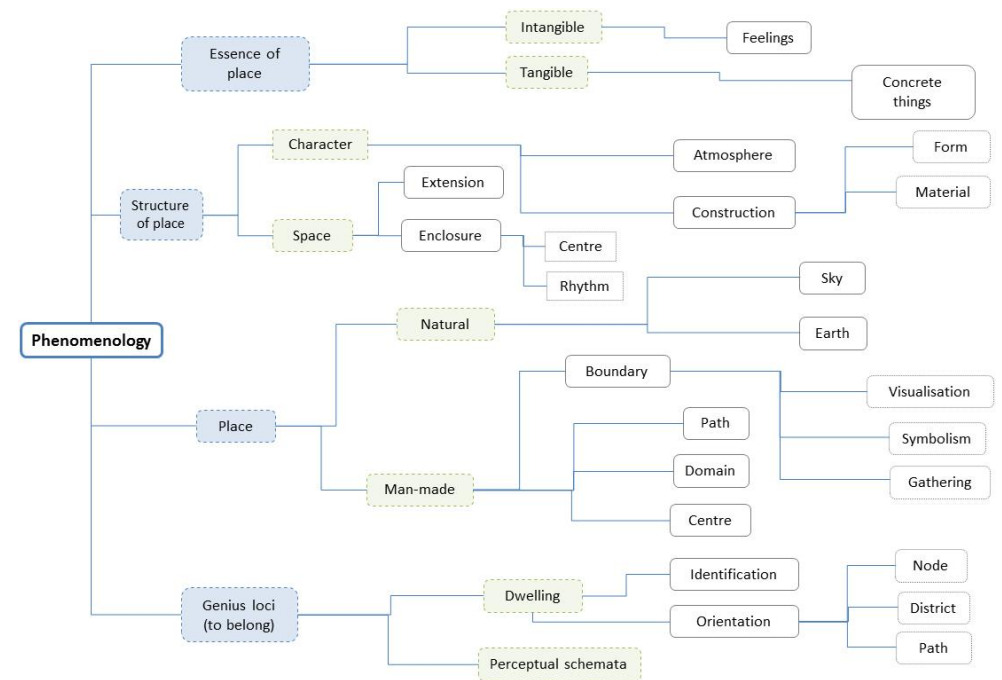 Intangible
Feelings
Essence of
place
Tangible
Concrete
things
Character
Form
Atmosphere
Extension
Material
Structure
of place
Construction
Space
Enclosure
Centre
Sky
Rhythm
Natural
Earth
Phenomenology
Boundary
Visualisation
Path
Place
Symbolism
Domain
Gathering
Man-made
Centre
Node
Identification
Dwelling
Genius loci
(to belong)
District
Orientation
Path
Perceptual schemata